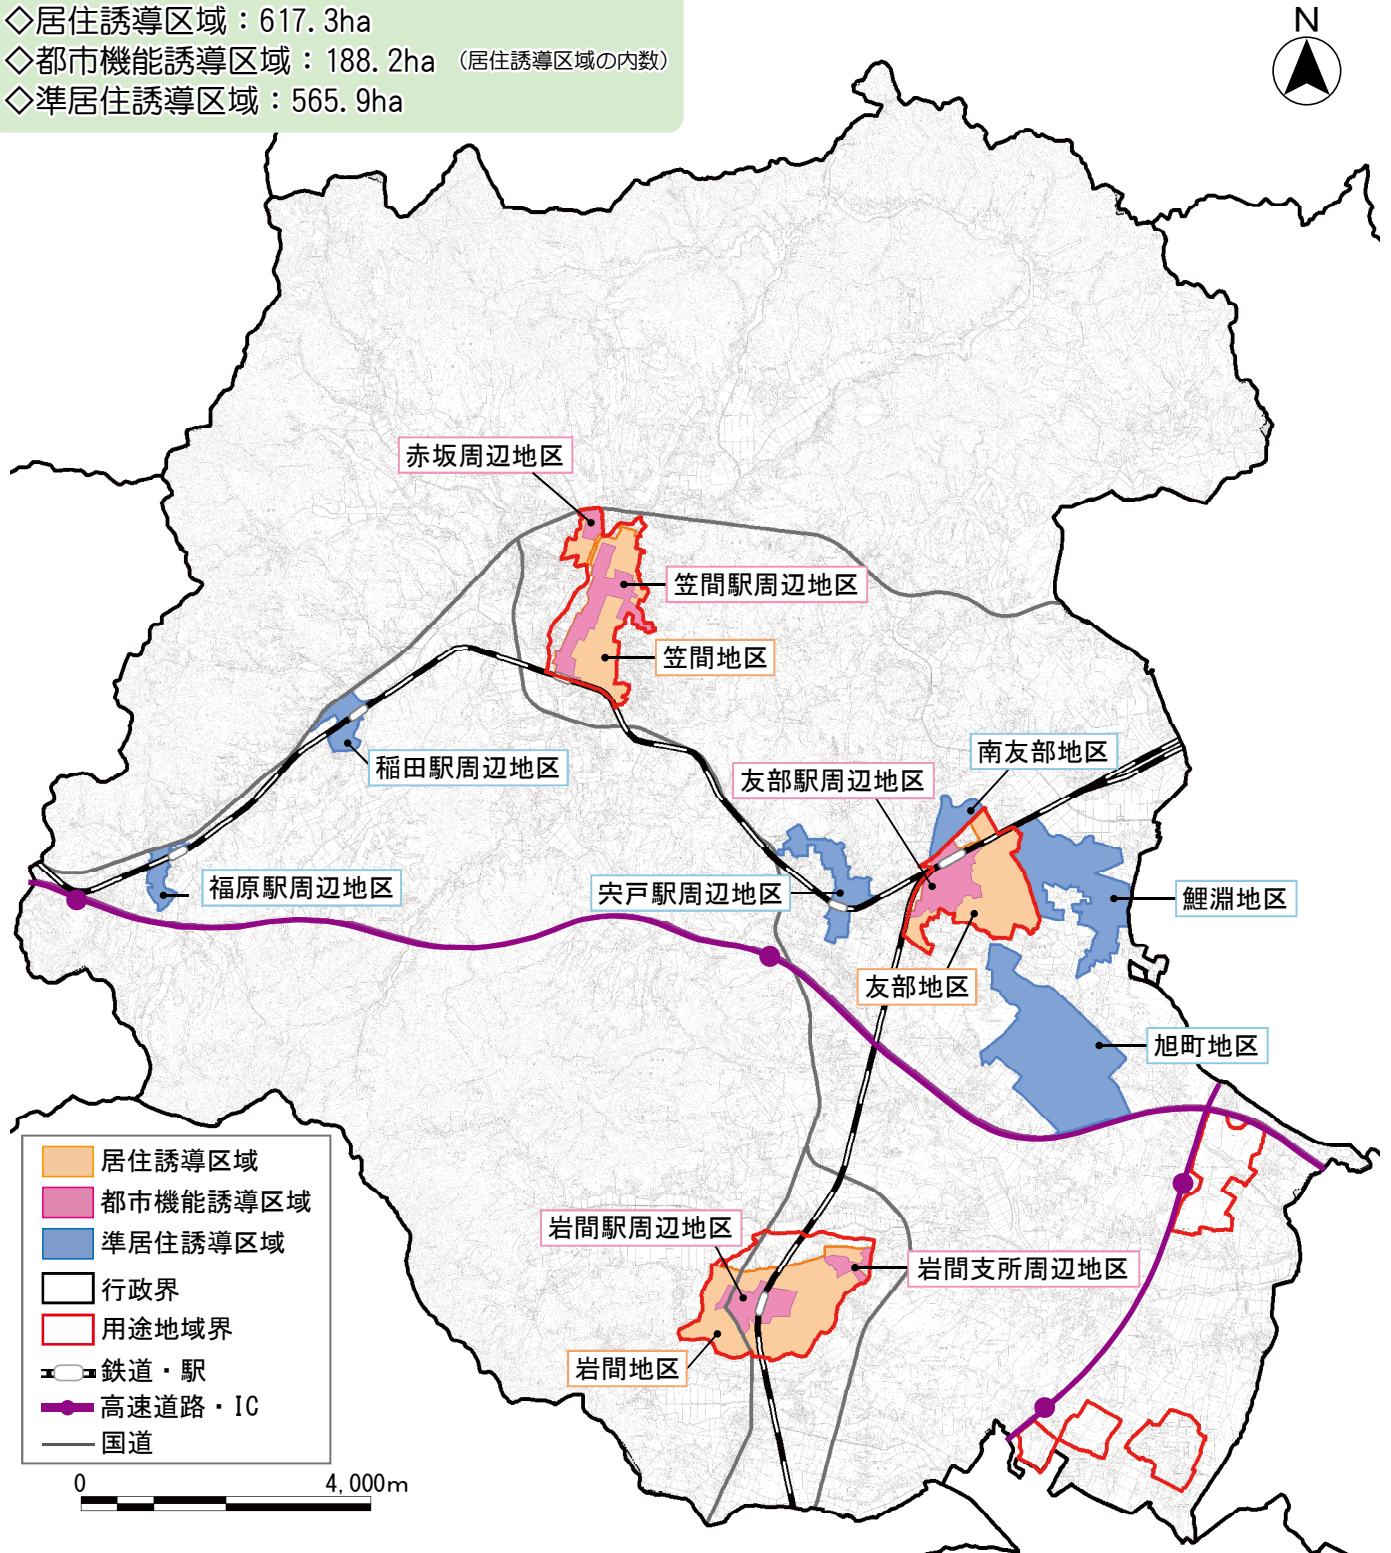 ◇居住誘導区域：617.3ha
◇都市機能誘導区域：188.2ha （居住誘導区域の内数）
◇準居住誘導区域：565.9ha
N
赤坂周辺地区
笠間駅周辺地区
笠間地区
稲田駅周辺地区
南友部地区
友部駅周辺地区
福原駅周辺地区
宍戸駅周辺地区
鯉淵地区
友部地区
旭町地区
岩間駅周辺地区
岩間支所周辺地区
岩間地区
居住誘導区域
都市機能誘導区域
準居住誘導区域
行政界
用途地域界
鉄道・駅
高速道路・IC
国道
0 4,000m